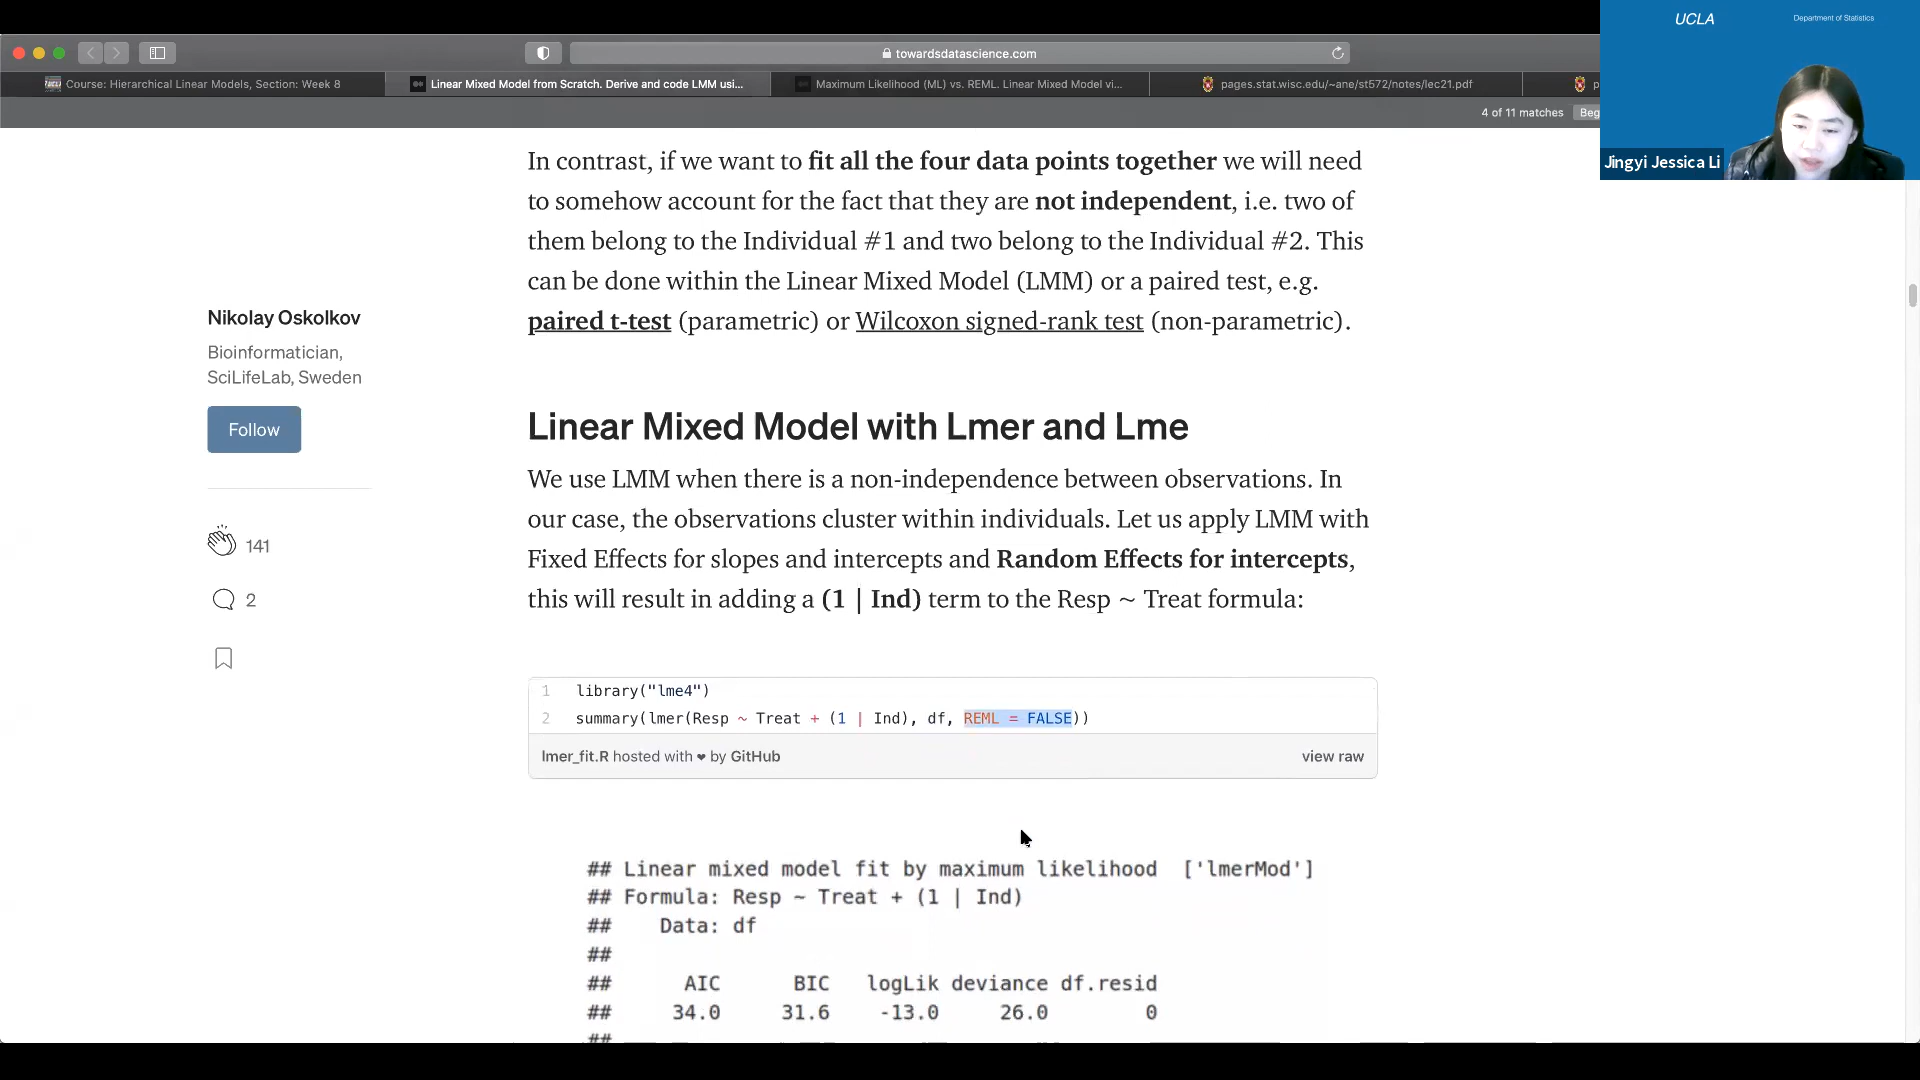 UCLA
Department of Statistics
Jingyi Jessica Li
towardsdatascience.com
Course: Hierarchical Linear Models, Section: Week 8
Linear Mixed Model from Scratch. Derive and code LMM usi...
Maximum Likelihood (ML) vs. REML. Linear Mixed Model vi...
pages.stat.wisc.edu/~ane/st572/notes/lec21.pdf
4 of 11 matches
In contrast, if we want to fit all the four data points together we will need
to somehow account for the fact that they are not independent, i.e. two of
them belong to the Individual #1 and two belong to the Individual #2. This
can be done within the Linear Mixed Model (LMM) or a paired test, e.g.
paired t-test (parametric) or Wilcoxon signed-rank test (non-parametric).
Nikolay Oskolkov
Bioinformatician,
SciLifeLab, Sweden
Follow
141
2
Linear Mixed Model with Lmer and Lme
We use LMM when there is a non-independence between observations. In
our case, the observations cluster within individuals. Let us apply LMM with
Fixed Effects for slopes and intercepts and Random Effects for intercepts,
this will result in adding a (1 | Ind) term to the Resp ~ Treat formula:
1 library("lme4")
2 summary(lmer(Resp ~ Treat + (1 | Ind), df, REML = FALSE))
lmer_fit.R hosted with ❤ by GitHub
view raw
## Linear mixed model fit by maximum likelihood ['lmerMod']
## Formula: Resp ~ Treat + (1 | Ind)
## Data: df
##
## AIC BIC logLik deviance df.resid
## 34.0 31.6 -13.0 26.0 0
##